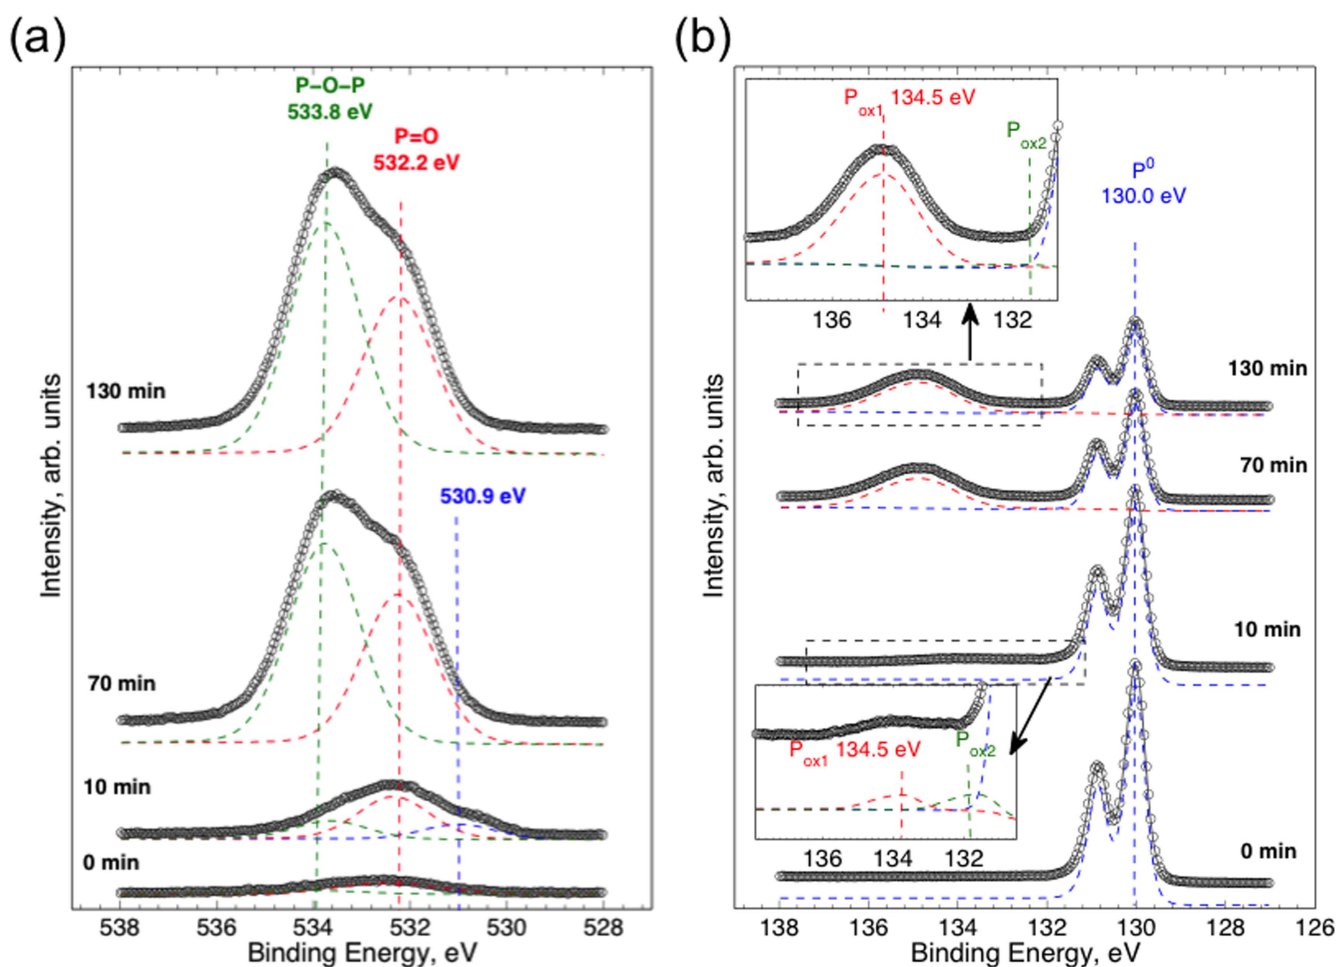 (a)
P–O–P
533.8 eV
P=O
532.2 eV
130 min
530.9 eV
70 min
10 min
0 min
Intensity, arb. units
538 536 534 532 530 528
Binding Energy, eV
(b)
Pox1 134.5 eV
Pox2
136 134 132
P0
130.0 eV
130 min
70 min
10 min
Pox1 134.5 eV
Pox2
136 134 132
0 min
Intensity, arb. units
138 136 134 132 130 128 126
Binding Energy, eV